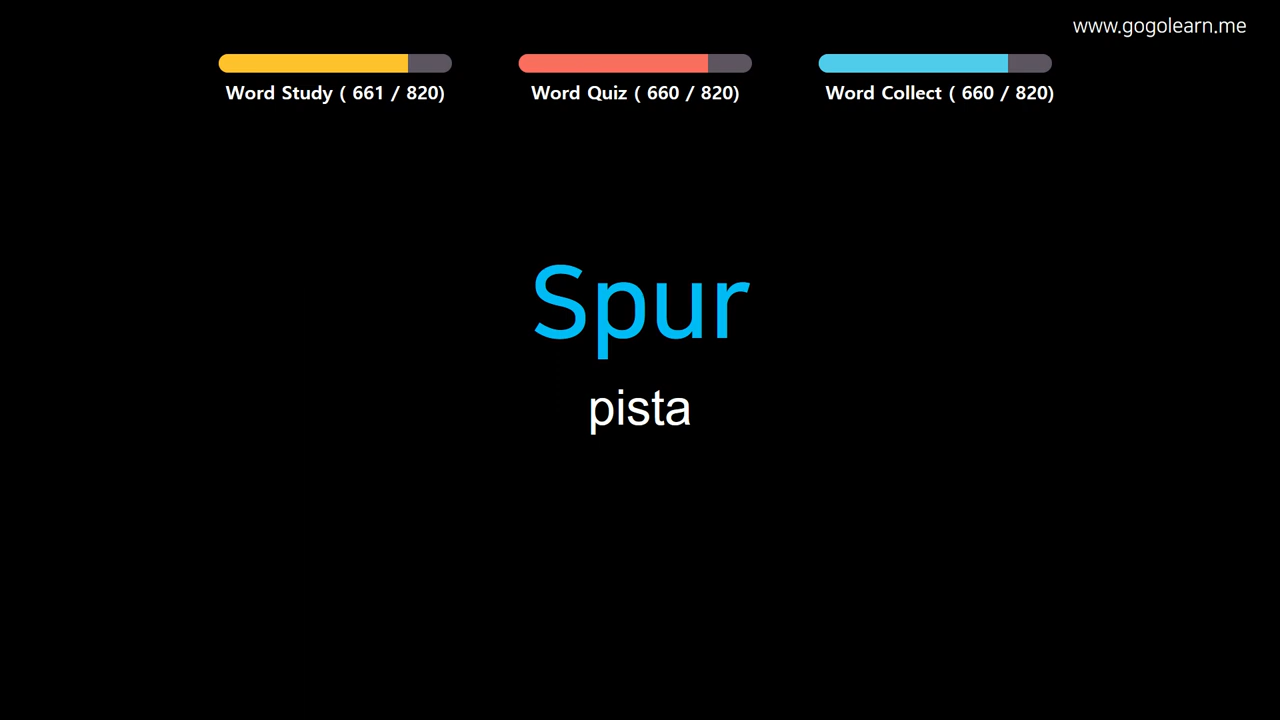 www.gogolearn.me
Word Study ( 661 / 820)
Word Quiz ( 660 / 820)
Word Collect ( 660 / 820)
Spur
pista